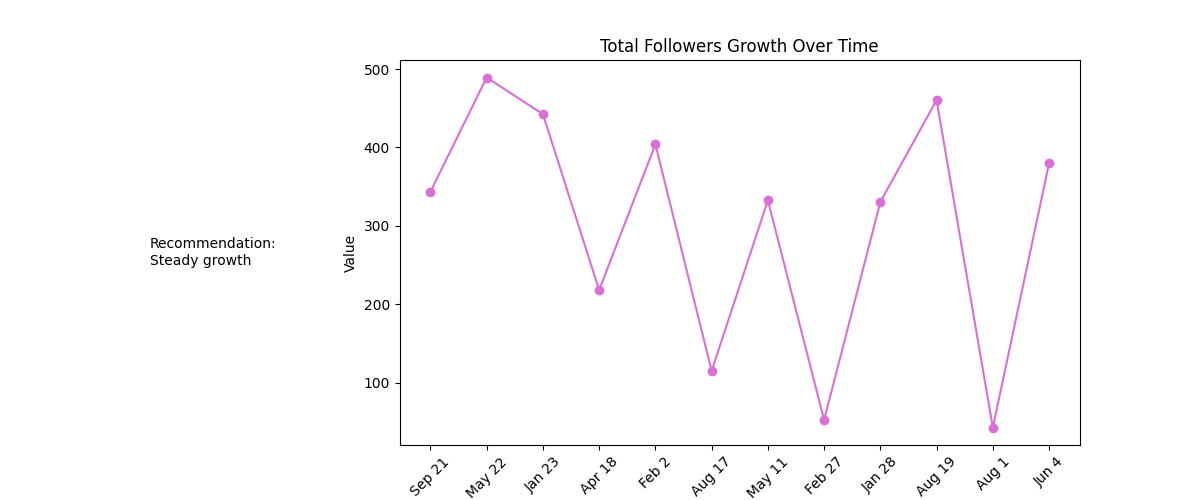 Total Followers Growth Over Time
Recommendation:
Steady growth
Value
500
400
300
200
100
Sep 21
May 22
Jan 23
Apr 18
Feb 2
Aug 17
May 11
Feb 27
Jan 28
Aug 19
Aug 1
Jun 4